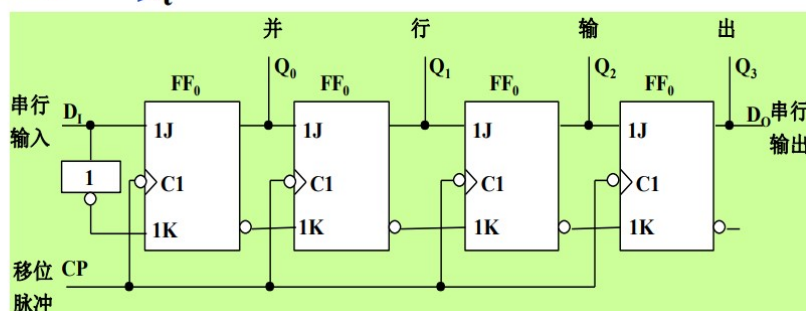 并 行 输 出
Q0 Q1 Q2 Q3
FF0 FF0 FF0 FF0
串行 DI 1J 1J 1J 1J DO 串行
输入 输出
1 C1 C1 C1 C1
1K 1K 1K 1K
移位 CP
脉冲